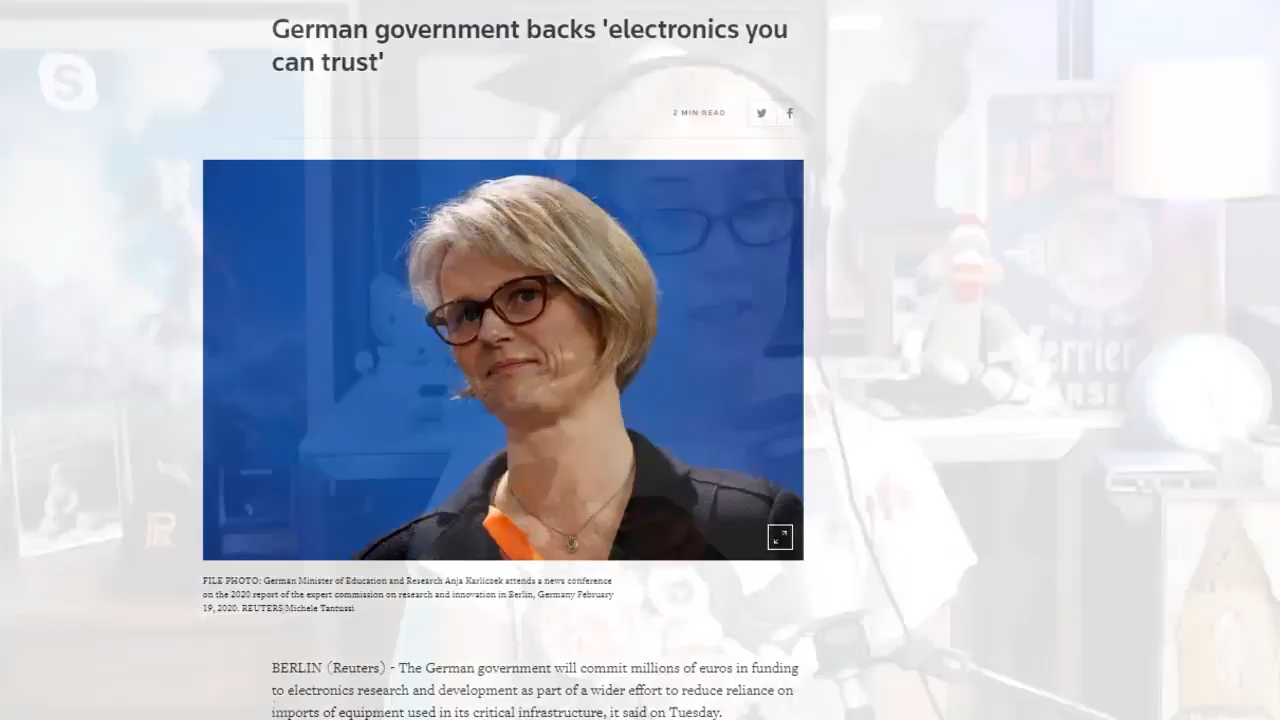 German government backs 'electronics you
can trust'
S
2 MIN READ
SAV
FILE PHOTO: German Minister of Education and Research Anja Karliczek attends a news conference
on the 2020 report of the expert commission on research and innovation in Berlin, Germany February
19, 2020. REUTERS/Michele Tantussi
BERLIN (Reuters) - The German government will commit millions of euros in funding
to electronics research and development as part of a wider effort to reduce reliance on
imports of equipment used in its critical infrastructure, it said on Tuesday.